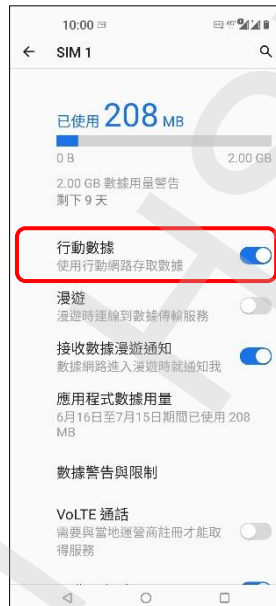 10:00
SIM 1
已使用 208 MB
0 B 2.00 GB
2.00 GB 數據用量警告
剩下 9 天
行動數據
使用行動網路存取數據
漫遊
漫遊時連線到數據傳輸服務
接收數據漫遊通知
數據網路進入漫遊時就通知我
應用程式數據用量
6月16日至7月15日期間已使用 208
MB
數據警告與限制
VoLTE 通話
需要與當地運營商註冊才能取
得服務